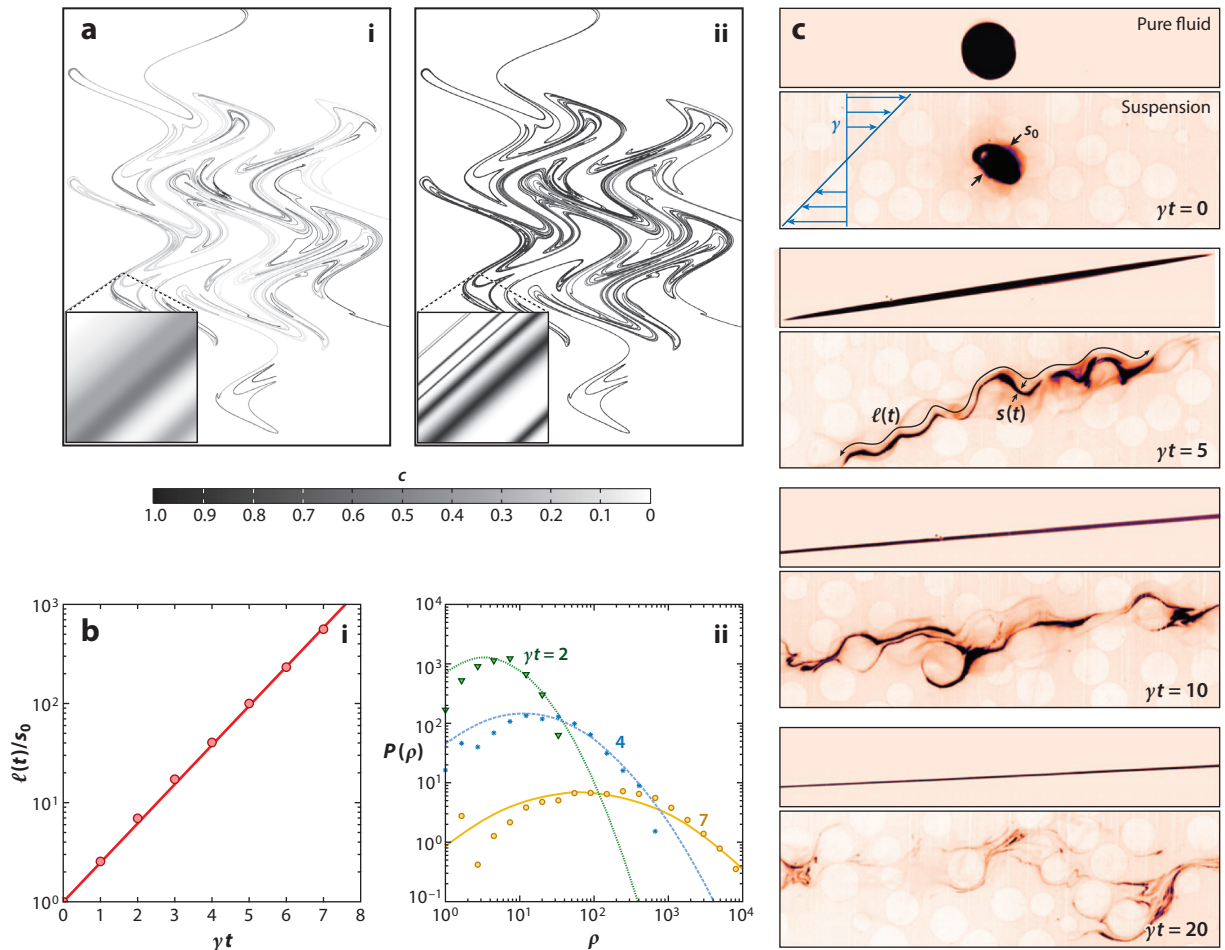 a
i
ii
c
1.0 0.9 0.8 0.7 0.6 0.5 0.4 0.3 0.2 0.1 0
b
i
ℓ(t)/s₀
10³
10²
10¹
10⁰
0 1 2 3 4 5 6 7 8
γt
ii
P(ρ)
10⁴
10³
10²
10¹
10⁰
10⁻¹
γt = 2
4
7
10⁰ 10¹ 10² 10³ 10⁴
ρ
c
Pure fluid
Suspension
γ
s₀
γt = 0
ℓ(t)
s(t)
γt = 5
γt = 10
γt = 20